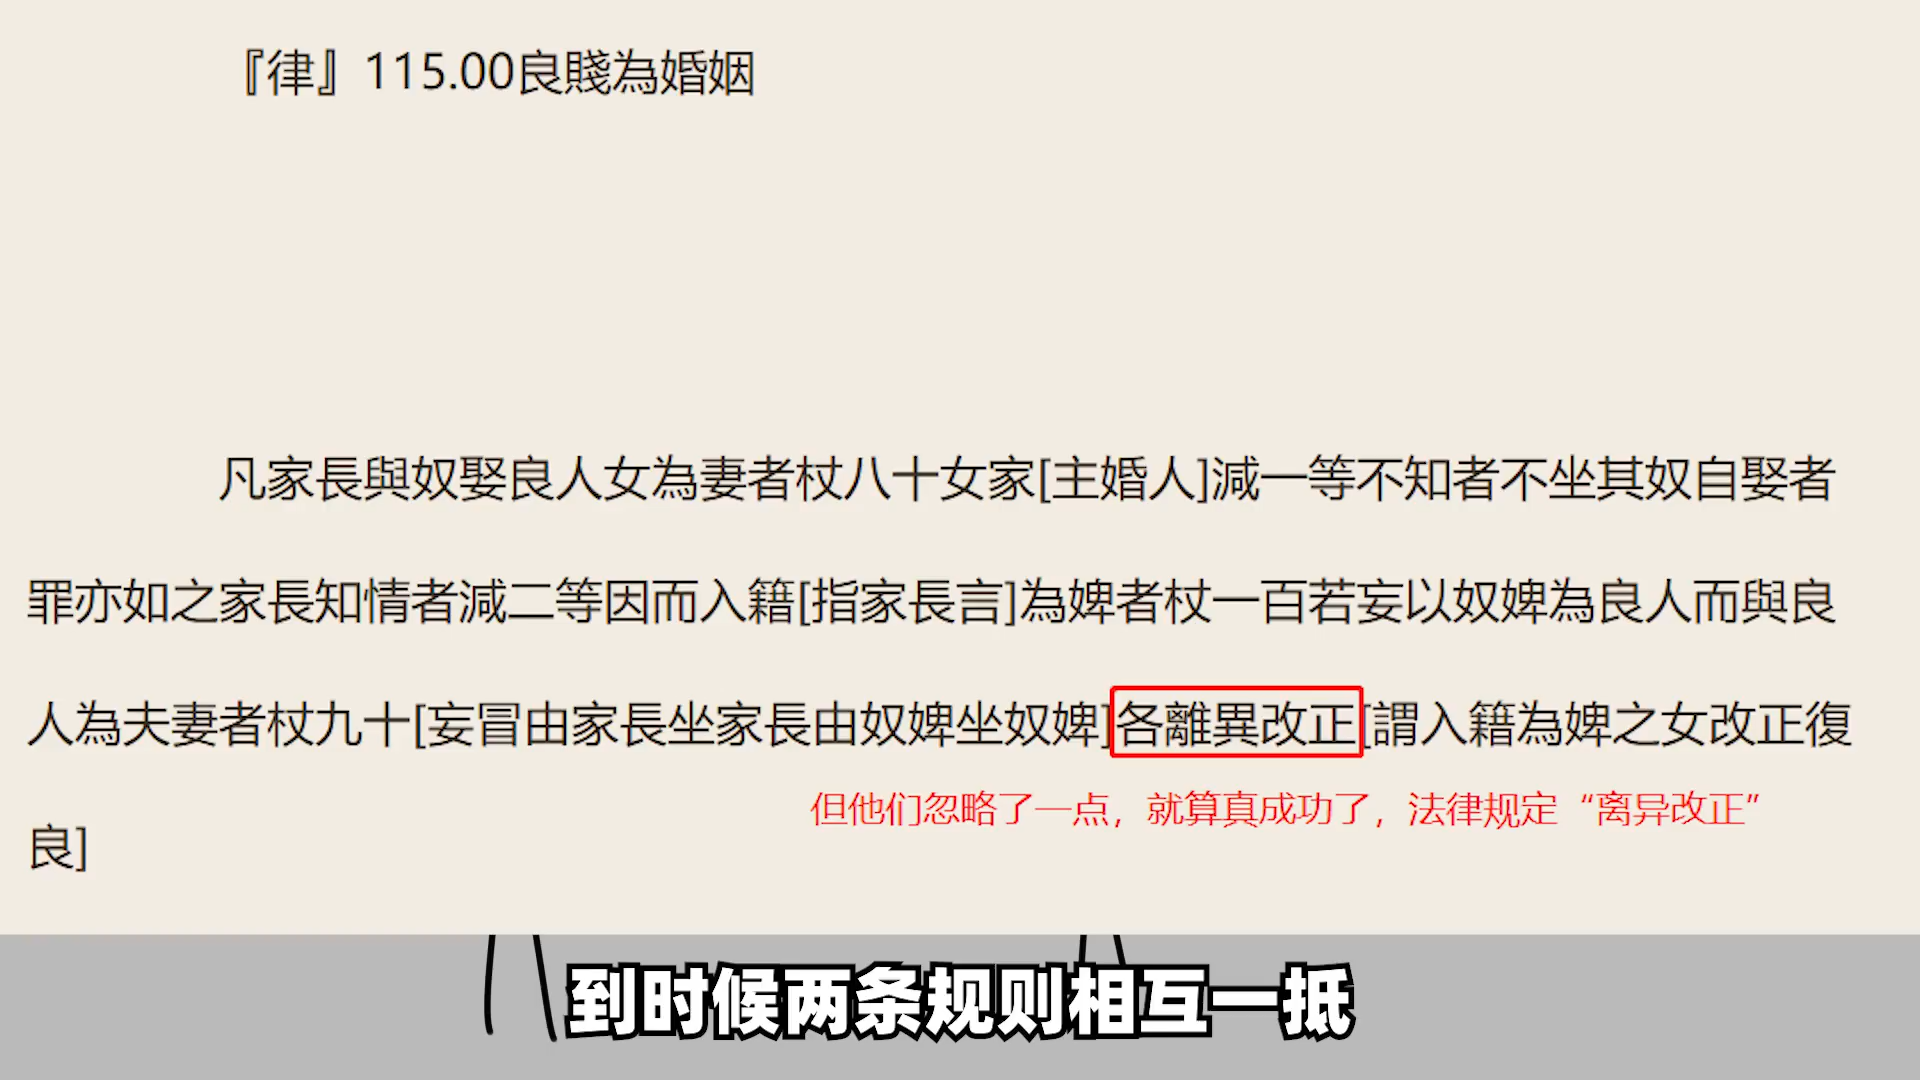 『律』115.00良賤為婚姻
凡家長與奴娶良人女為妻者杖八十女家[主婚人]減一等不知者不坐其奴自娶者
罪亦如之家長知情者減二等因而入籍[指家長言]為婢者杖一百若妄以奴婢為良人而與良
人為夫妻者杖九十[妄冒由家長坐家長由奴婢坐奴婢]各離異改正[謂入籍為婢之女改正復
良]
但他们忽略了一点，就算真成功了，法律规定“离异改正”
到时候两条规则相互一抵